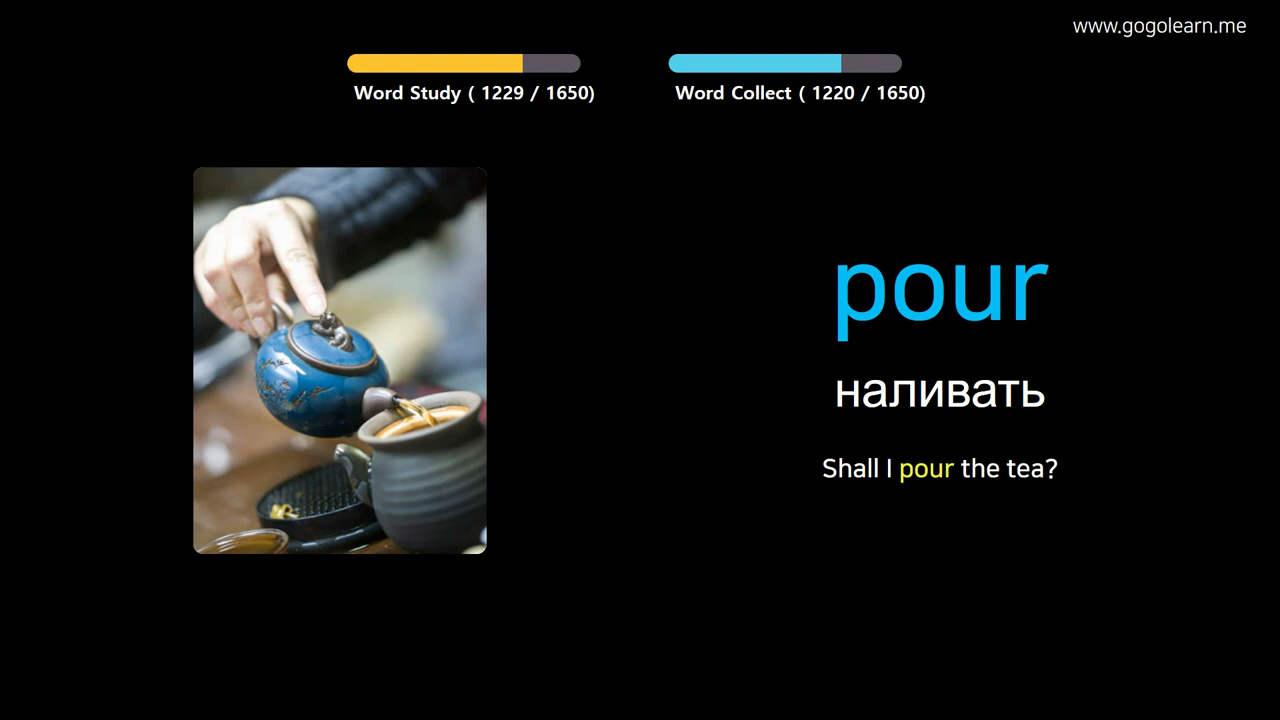 www.gogolearn.me
Word Study ( 1229 / 1650)
Word Collect ( 1220 / 1650)
pour
наливать
Shall I pour the tea?